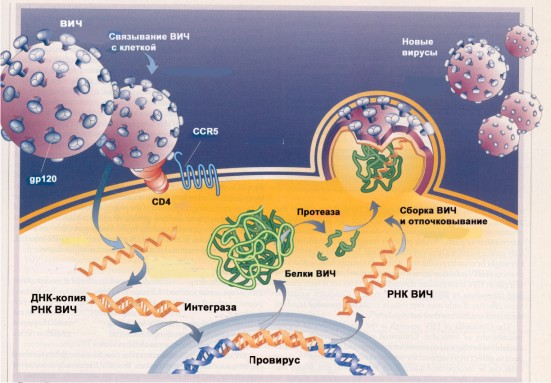 ВИЧ
Связывание ВИЧ
с клеткой
Новые
вирусы
CCR5
gp120
CD4
Протеаза
Сборка ВИЧ
и отпочковывание
Белки ВИЧ
РНК ВИЧ
ДНК-копия
РНК ВИЧ
Интеграза
Провирус